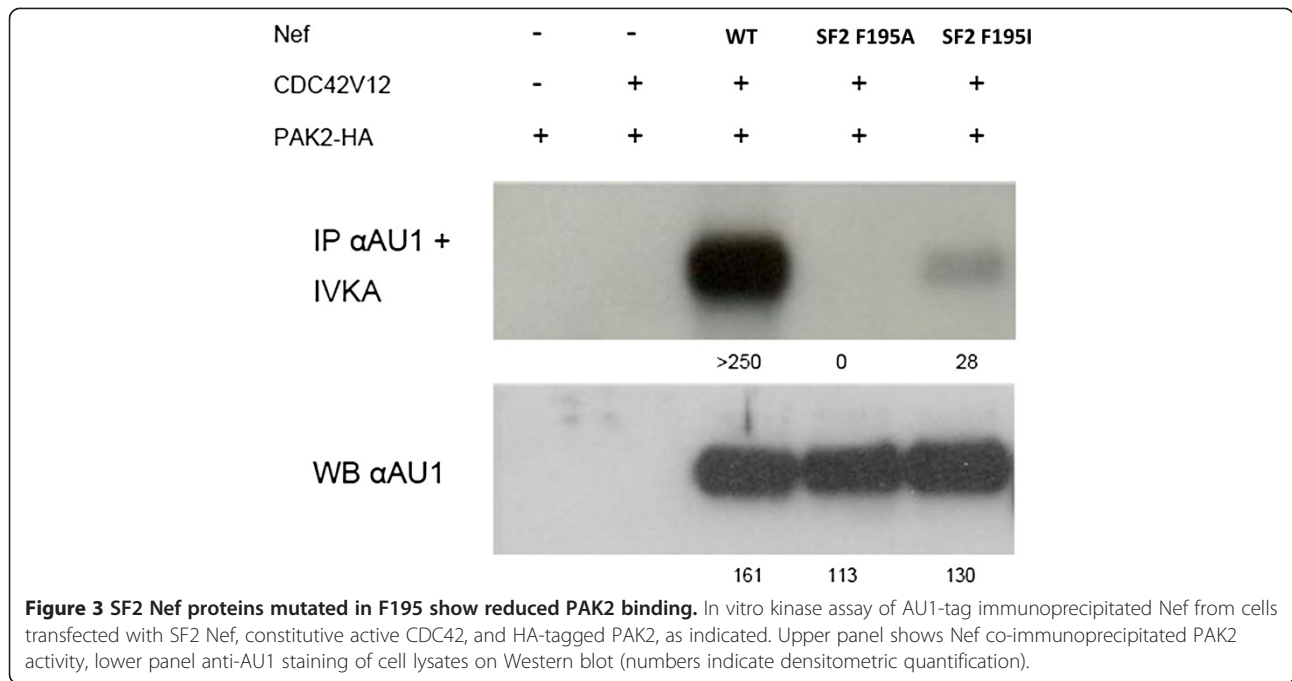 Nef - - WT SF2 F195A SF2 F195I
CDC42V12 - + + + +
PAK2-HA + + + + +
IP αAU1 +
IVKA
>250 0 28
WB αAU1
161 113 130
Figure 3 SF2 Nef proteins mutated in F195 show reduced PAK2 binding. In vitro kinase assay of AU1-tag immunoprecipitated Nef from cells
transfected with SF2 Nef, constitutive active CDC42, and HA-tagged PAK2, as indicated. Upper panel shows Nef co-immunoprecipitated PAK2
activity, lower panel anti-AU1 staining of cell lysates on Western blot (numbers indicate densitometric quantification).